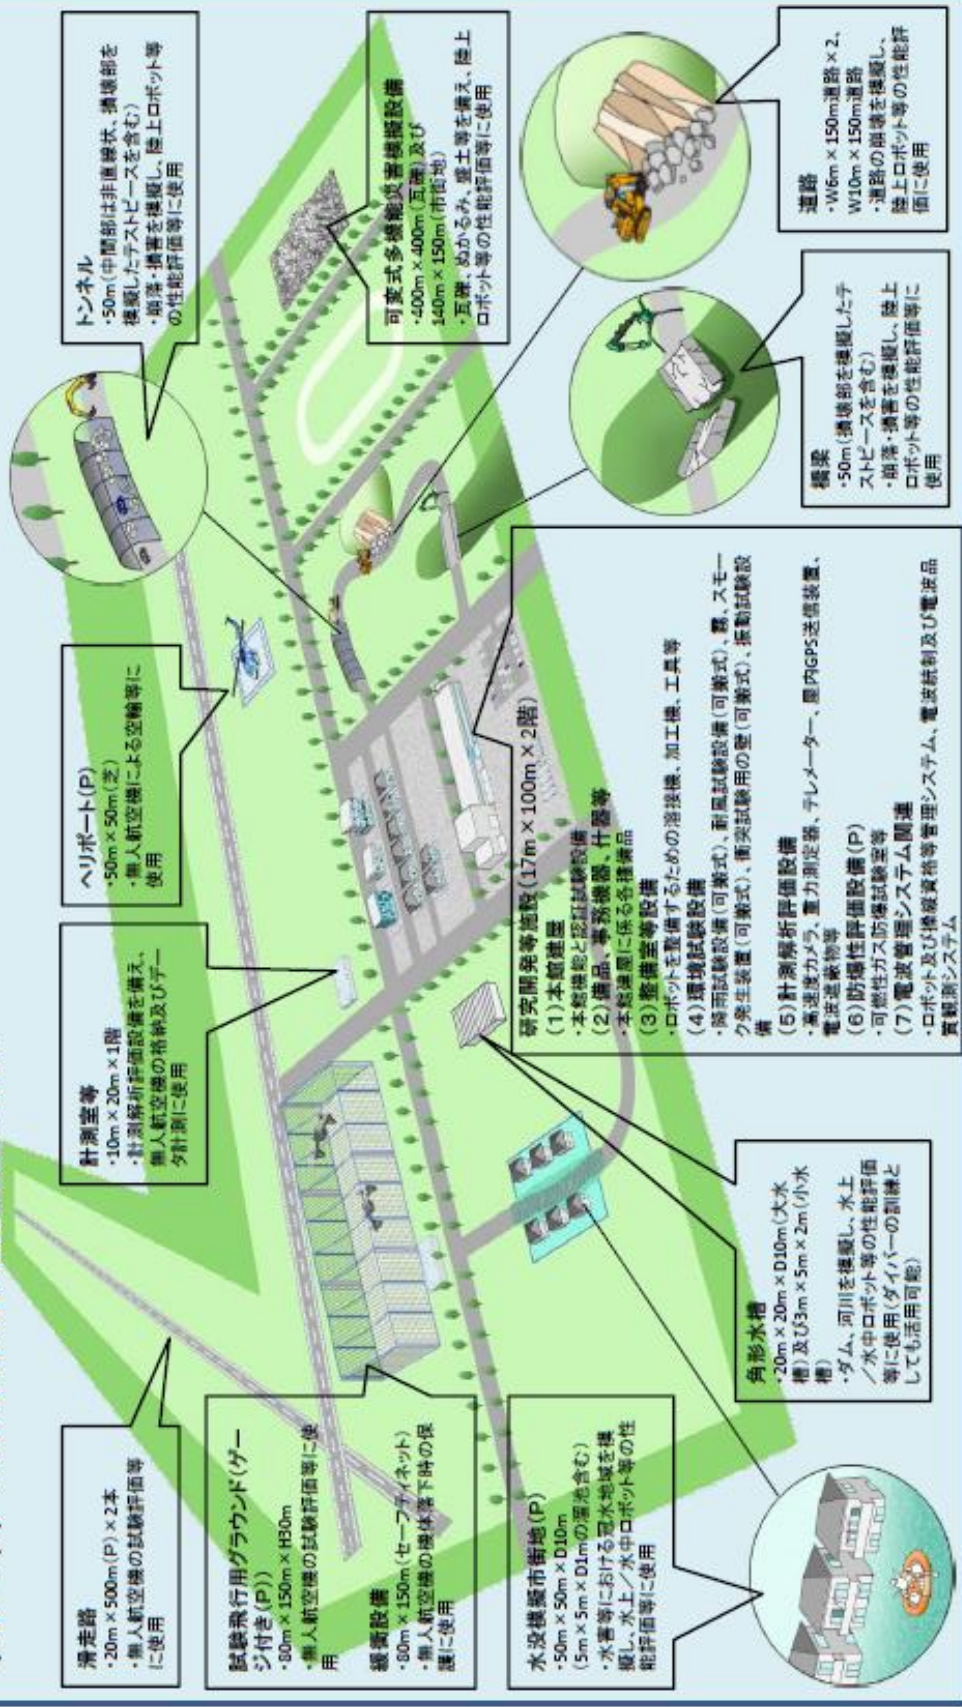 滑走路
・20m×500m(P)×2本
・無人航空機の試験評価等
に使用
計測室等
・10m×20m×1階
・計測解析評価設備を備え、
無人航空機の格納及びデー
タ計測に使用
ヘリポート(P)
・50m×50m(芝)
・無人航空機による空輸等に
使用
トンネル
・50m(中間部は非直線状、損壊部を
模擬したテストピースを含む)
・崩落・損害を模擬し、陸上ロボット等
の性能評価等に使用
試験飛行用グラウンド(ゲー
ジ付き(P))
・80m×150m×H30m
・無人航空機の試験評価等に使
用
緩衝設備
・80m×150m(セーフティネット)
・無人航空機の機体落下時の保
護に使用
可変式多機能災害模擬設備
・400m×400m(瓦礫)及び
140m×150m(市街地)
・瓦礫、ぬかるみ、盛土等を備え、陸上
ロボット等の性能評価等に使用
水没模擬市街地(P)
・50m×50m×D10m
(5m×5m×D1mの溜池含む)
・水害等における冠水地域を模
擬し、水上/水中ロボット等の性
能評価等に使用
角形水槽
・20m×20m×D10m(大水
槽)及び3m×5m×2m(小水
槽)
・ダム、河川を模擬し、水上
/水中ロボット等の性能評価
等に使用(ダイバーの訓練と
しても活用可能)
研究開発等施設(17m×100m×2階)
(1)本館建屋
・本館機能と認証試験設備
(2)備品、事務機器、什器等
・本館建屋に係る各種備品
(3)整備室等設備
・ロボットを整備するための溶接機、加工機、工具等
(4)環境試験設備
・降雨試験設備(可搬式)、耐風試験設備(可搬式)、霧、スモー
ク発生装置(可搬式)、衝突試験用の壁(可搬式)、振動試験設
備
(5)計測解析評価設備
・高速度カメラ、重力測定器、テレメーター、屋内GPS送信装置、
電波遮蔽物等
(6)防爆性評価設備(P)
・可燃性ガス防爆試験室等
(7)電波管理システム関連
・ロボット及び操縦資格等管理システム、電波統制及び電波品
質観測システム
橋梁
・50m(損壊部を模擬したテ
ストピースを含む)
・崩落・損害を模擬し、陸上
ロボット等の性能評価等に
使用
道路
・W6m×150m道路×2、
W10m×150m道路
・道路の崩壊を模擬し、
陸上ロボット等の性能評
価に使用